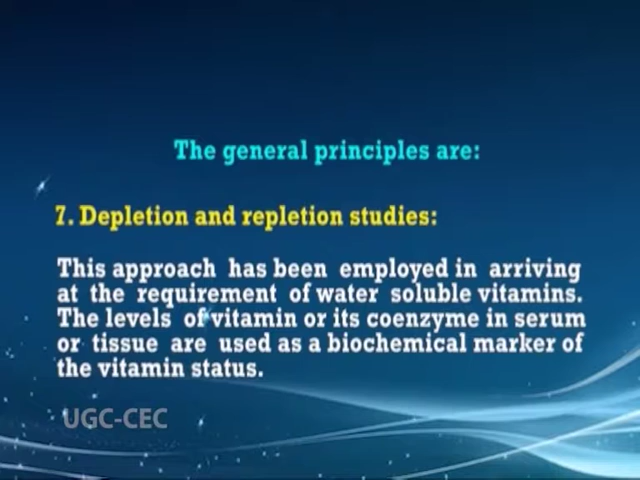 The general principles are:
7. Depletion and repletion studies:
This approach has been employed in arriving
at the requirement of water soluble vitamins.
The levels of vitamin or its coenzyme in serum
or tissue are used as a biochemical marker of
the vitamin status.
UGC-CEC